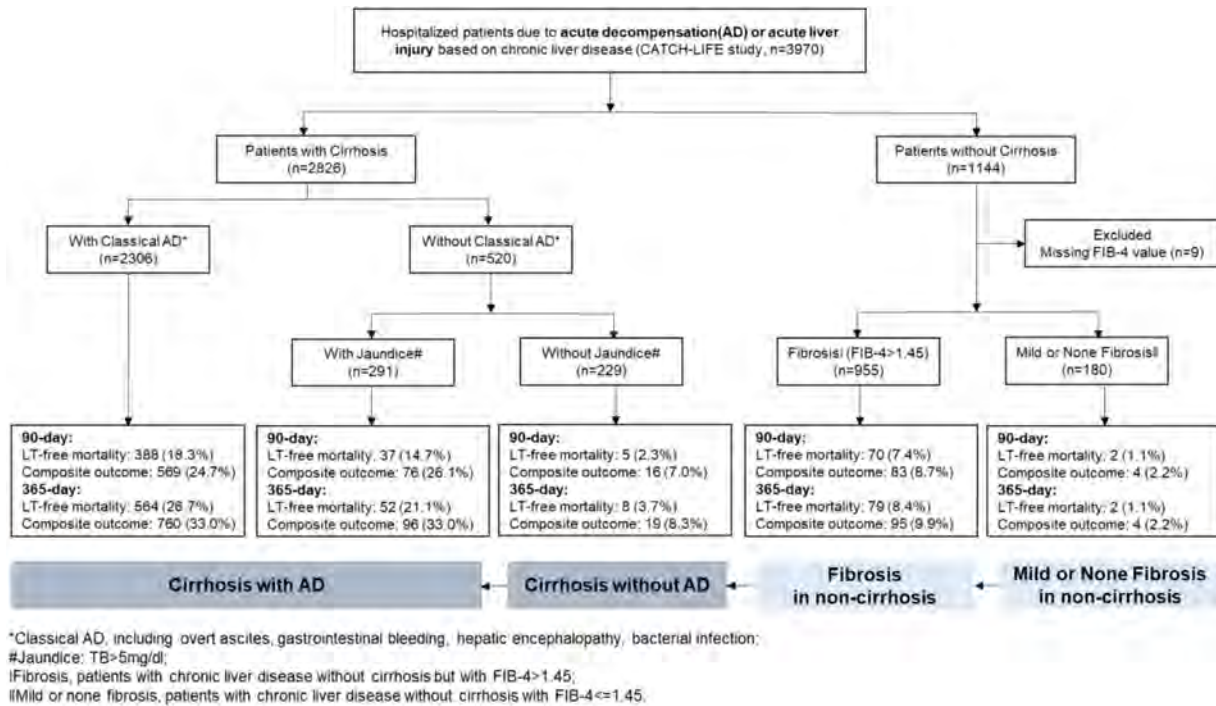 Hospitalized patients due to acute decompensation(AD) or acute liver
injury based on chronic liver disease (CATCH-LIFE study, n=3970)
Patients with Cirrhosis
(n=2826)
Patients without Cirrhosis
(n=1144)
With Classical AD*
(n=2306)
Without Classical AD*
(n=520)
Excluded
Missing FIB-4 value (n=9)
With Jaundice#
(n=291)
Without Jaundice#
(n=229)
Fibrosis| (FIB-4>1.45)
(n=955)
Mild or None Fibrosis||
(n=180)
90-day:
LT-free mortality: 388 (18.3%)
Composite outcome: 569 (24.7%)
365-day:
LT-free mortality: 564 (26.7%)
Composite outcome: 760 (33.0%)
90-day:
LT-free mortality: 37 (14.7%)
Composite outcome: 76 (26.1%)
365-day:
LT-free mortality: 52 (21.1%)
Composite outcome: 96 (33.0%)
90-day:
LT-free mortality: 5 (2.3%)
Composite outcome: 16 (7.0%)
365-day:
LT-free mortality: 8 (3.7%)
Composite outcome: 19 (8.3%)
90-day:
LT-free mortality: 70 (7.4%)
Composite outcome: 83 (8.7%)
365-day:
LT-free mortality: 79 (8.4%)
Composite outcome: 95 (9.9%)
90-day:
LT-free mortality: 2 (1.1%)
Composite outcome: 4 (2.2%)
365-day:
LT-free mortality: 2 (1.1%)
Composite outcome: 4 (2.2%)
Cirrhosis with AD
Cirrhosis without AD
Fibrosis
in non-cirrhosis
Mild or None Fibrosis
in non-cirrhosis
*Classical AD, including overt ascites, gastrointestinal bleeding, hepatic encephalopathy, bacterial infection;
#Jaundice: TB>5mg/dl;
|Fibrosis, patients with chronic liver disease without cirrhosis but with FIB-4>1.45;
||Mild or none fibrosis, patients with chronic liver disease without cirrhosis with FIB-4<=1.45.